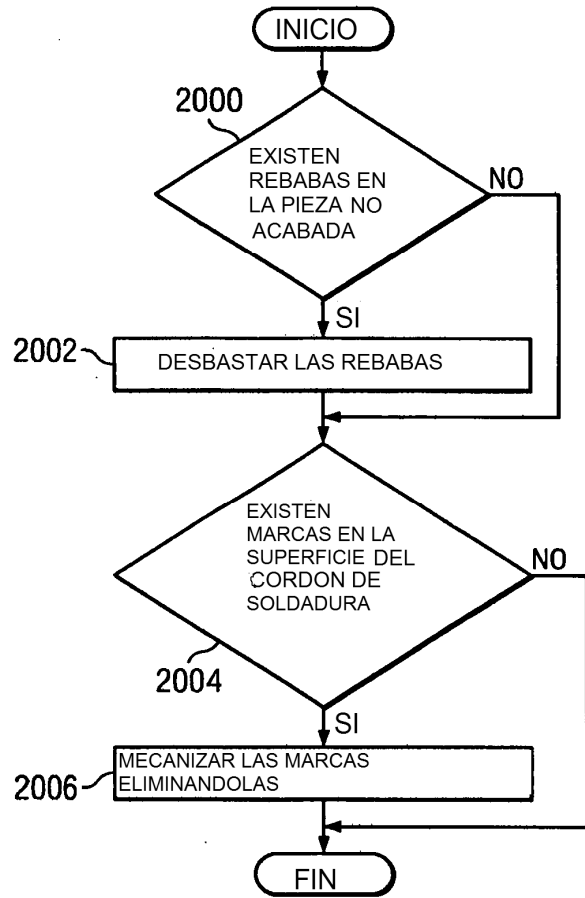 INICIO
2000
EXISTEN
REBABAS EN
LA PIEZA NO
ACABADA
NO
SI
2002
DESBASTAR LAS REBABAS
EXISTEN
MARCAS EN LA
SUPERFICIE DEL
CORDON DE
SOLDADURA
NO
2004
SI
2006
MECANIZAR LAS MARCAS
ELIMINANDOLAS
FIN